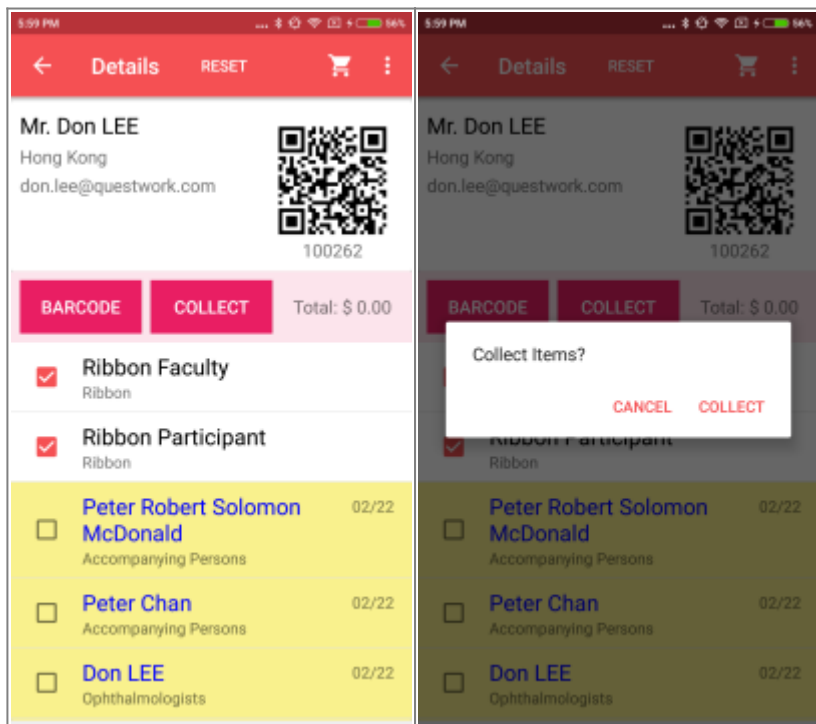 5:59 PM
... 56%
Details RESET
Mr. Don LEE
Hong Kong
don.lee@questwork.com
100262
BARCODE COLLECT Total: $ 0.00
Ribbon Faculty
Ribbon
Ribbon Participant
Ribbon
Peter Robert Solomon 02/22
McDonald
Accompanying Persons
Peter Chan 02/22
Accompanying Persons
Don LEE 02/22
Ophthalmologists
5:59 PM
... 56%
Details RESET
Mr. Don LEE
Hong Kong
don.lee@questwork.com
100262
BARCODE COLLECT Total: $ 0.00
Collect Items?
CANCEL COLLECT
Ribbon Participant
Ribbon
Peter Robert Solomon 02/22
McDonald
Accompanying Persons
Peter Chan 02/22
Accompanying Persons
Don LEE 02/22
Ophthalmologists